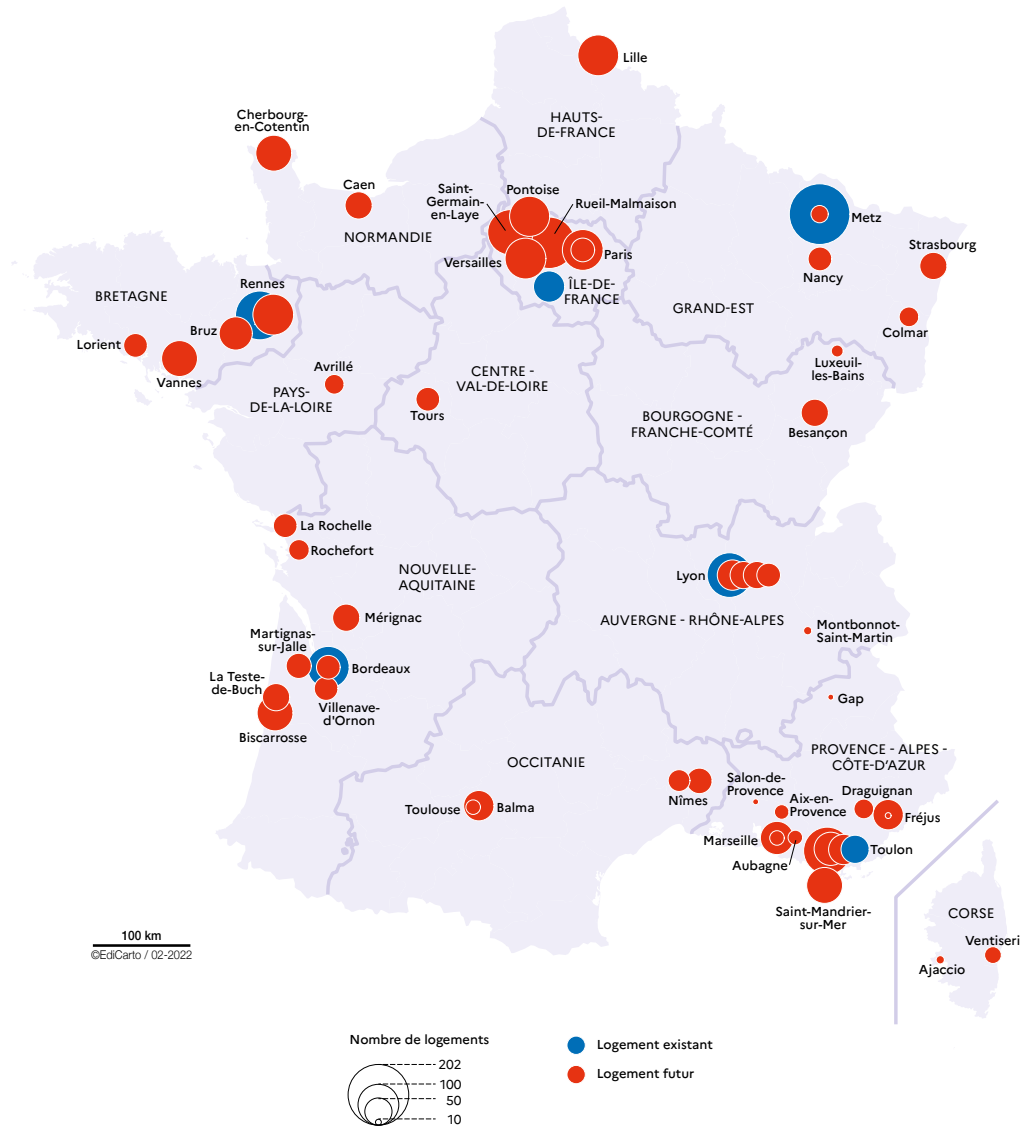 Lille
HAUTS-
DE-FRANCE
Cherbourg-
en-Cotentin
Caen
NORMANDIE
Saint-
Germain-
en-Laye
Pontoise
Rueil-Malmaison
Versailles
Paris
ÎLE-DE-
FRANCE
Metz
Nancy
Strasbourg
GRAND-EST
Colmar
BRETAGNE
Rennes
Bruz
Lorient
Vannes
Avrillé
PAYS-
DE-LA-LOIRE
CENTRE -
VAL-DE-LOIRE
Tours
Luxeuil-
les-Bains
BOURGOGNE -
FRANCHE-COMTÉ
Besançon
La Rochelle
Rochefort
NOUVELLE-
AQUITAINE
Mérignac
Martignas-
sur-Jalle
Bordeaux
La Teste-
de-Buch
Villenave-
d'Ornon
Biscarrosse
Lyon
AUVERGNE - RHÔNE-ALPES
Montbonnot-
Saint-Martin
Gap
PROVENCE - ALPES -
CÔTE-D'AZUR
OCCITANIE
Toulouse
Balma
Nîmes
Salon-de-
Provence
Aix-en-
Provence
Draguignan
Fréjus
Marseille
Aubagne
Toulon
Saint-Mandrier-
sur-Mer
CORSE
Ventiseri
Ajaccio
100 km
©EdiCarto / 02-2022
Nombre de logements
202
100
50
10
Logement existant
Logement futur